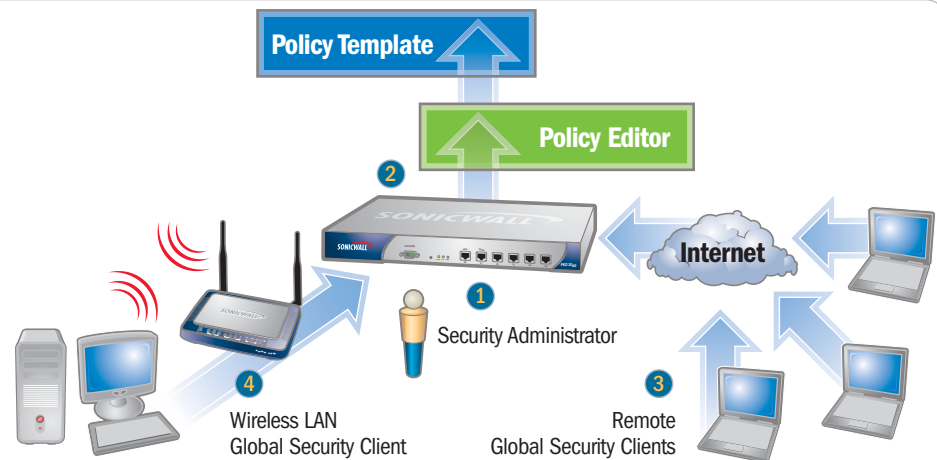 Policy Template
Policy Editor
2
SONICWALL
SONICWALL
Internet
SONICWALL
1
Security Administrator
4
3
Wireless LAN
Global Security Client
Remote
Global Security Clients